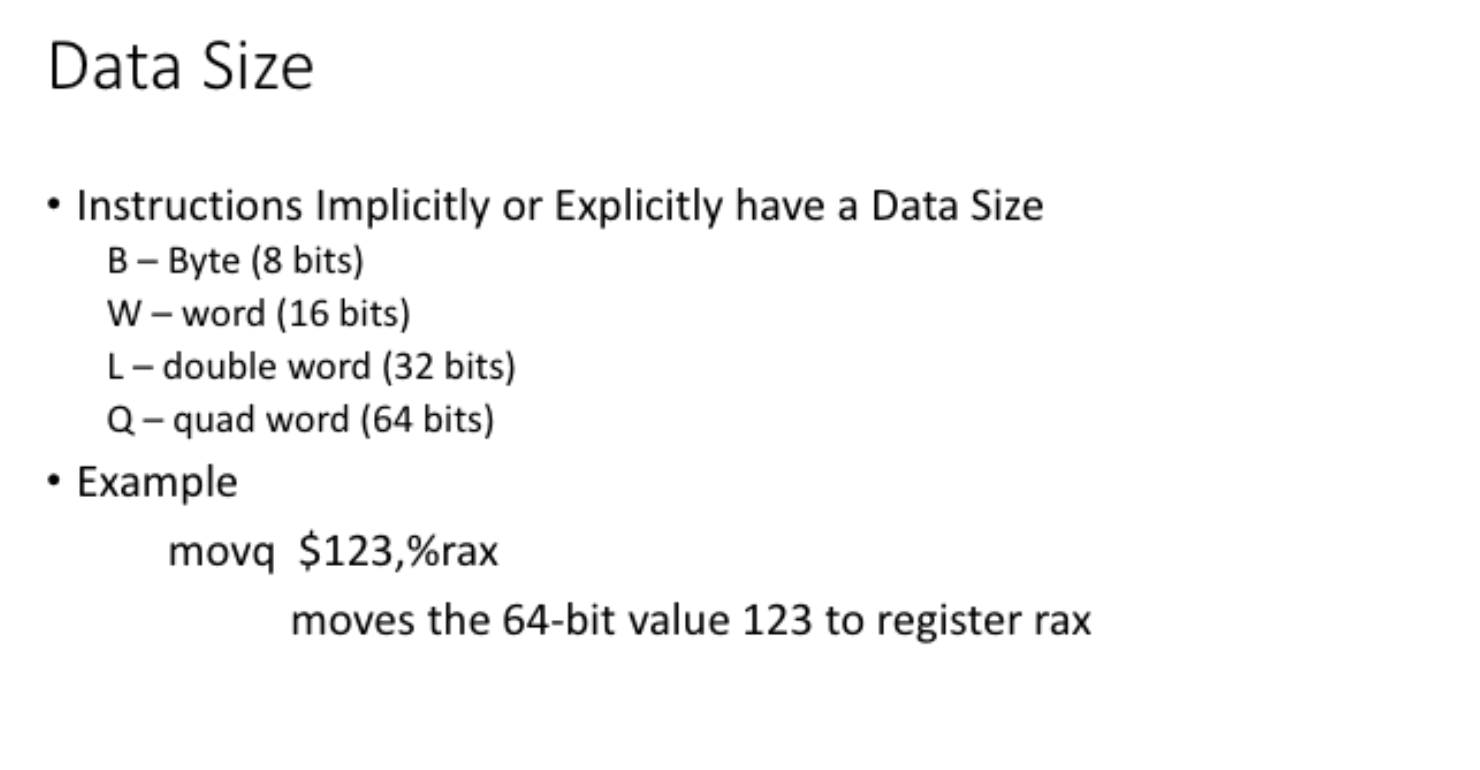 Data Size
• Instructions Implicitly or Explicitly have a Data Size
B – Byte (8 bits)
W – word (16 bits)
L – double word (32 bits)
Q – quad word (64 bits)
• Example
movq $123,%rax
moves the 64-bit value 123 to register rax